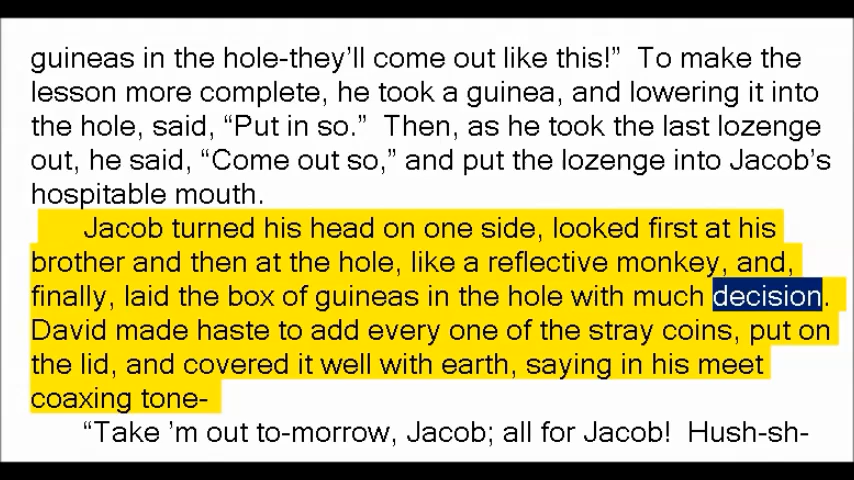 guineas in the hole-they’ll come out like this!”  To make the
lesson more complete, he took a guinea, and lowering it into
the hole, said, “Put in so.”  Then, as he took the last lozenge
out, he said, “Come out so,” and put the lozenge into Jacob’s
hospitable mouth.
Jacob turned his head on one side, looked first at his
brother and then at the hole, like a reflective monkey, and,
finally, laid the box of guineas in the hole with much decision.
David made haste to add every one of the stray coins, put on
the lid, and covered it well with earth, saying in his meet
coaxing tone-
“Take ’m out to-morrow, Jacob; all for Jacob!  Hush-sh-